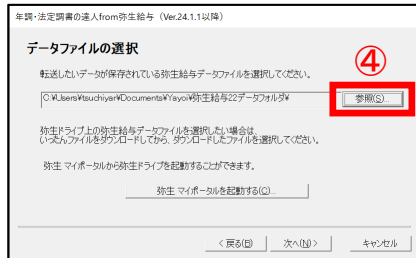 年調・法定調書の達人from弥生給与（Ver.24.1.1以降）
データファイルの選択
転送したいデータが保存されている弥生給与データファイルを選択してください。
④
C:¥Users¥tsuchiyar¥Documents¥Yayoi¥弥生給与22データフォルダ¥
参照(S)...
弥生ドライブ上の弥生給与データファイルを選択したい場合は、
いったんファイルをダウンロードしてから、ダウンロードしたファイルを選択してください。
弥生 マイポータルから弥生ドライブを起動することができます。
弥生 マイポータルを起動する(C)...
< 戻る(B)
次へ(N) >
キャンセル